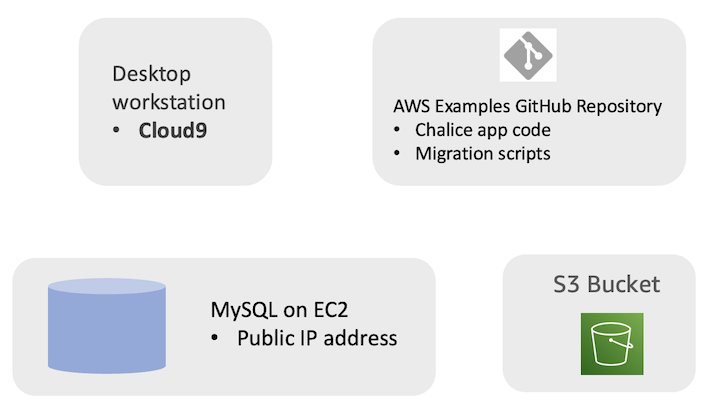 Desktop
workstation
• Cloud9
AWS Examples GitHub Repository
• Chalice app code
• Migration scripts
MySQL on EC2
• Public IP address
S3 Bucket